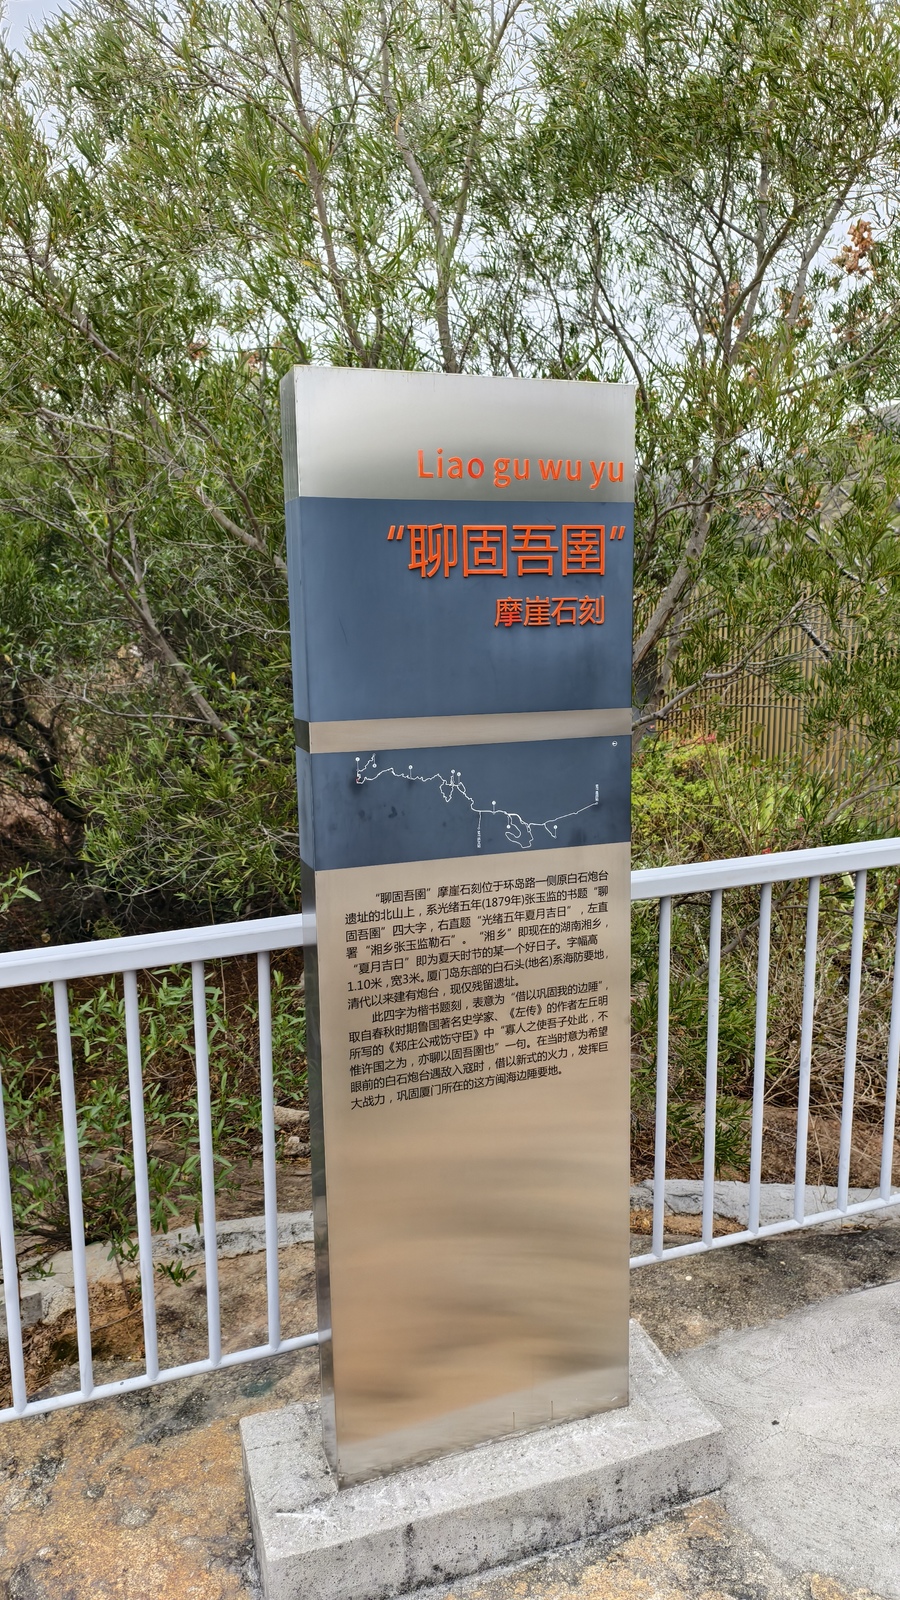 Liao gu wu yu
“聊固吾圉”
摩崖石刻
“聊固吾圉”摩崖石刻位于环岛路一侧原白石炮台
遗址的北山上，系光绪五年(1879年)张玉监的书题“聊
固吾圉”四大字，右直题“光绪五年夏月吉日”，左直
署“湘乡张玉监勒石”。“湘乡”即现在的湖南湘乡，
“夏月吉日”即为夏天时节的某一个好日子。字幅高
1.10米，宽3米。厦门岛东部的白石头(地名)系海防要地，
清代以来建有炮台，现仅残留遗址。
此四字为楷书题刻，表意为“借以巩固我的边陲”，
取自春秋时期鲁国著名史学家、《左传》的作者左丘明
所写的《郑庄公戒饬守臣》中“寡人之使吾子处此，不
惟许国之为，亦聊以固吾圉也”一句。在当时意为希望
眼前的白石炮台遇敌入寇时，借以新式的火力，发挥巨
大战力，巩固厦门所在的这方闽海边陲要地。